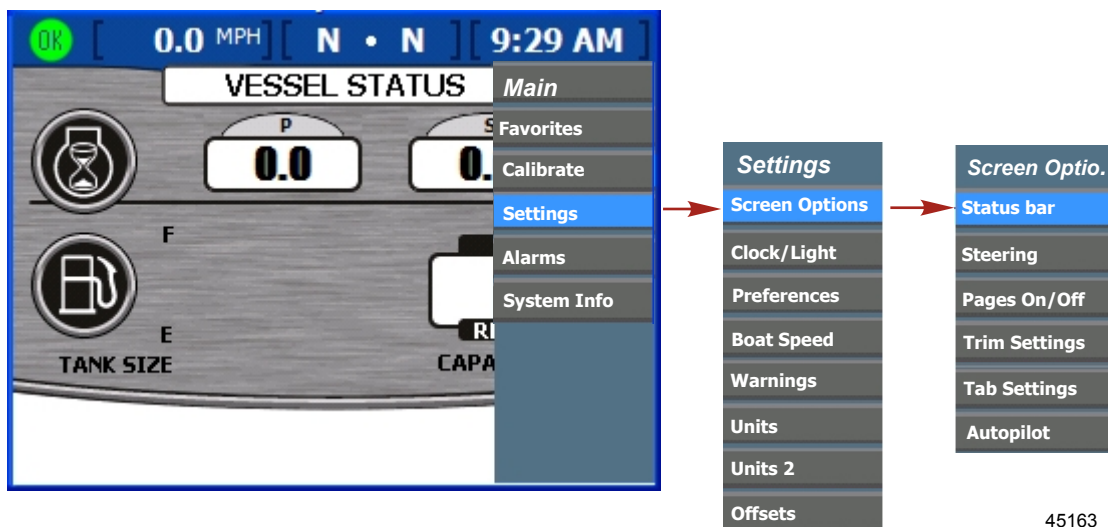 OK [ 0.0 MPH ] [ N • N ] [ 9:29 AM ]
VESSEL STATUS
P
0.0
S
0.
F
E
TANK SIZE
CAPA
Main
Favorites
Calibrate
Settings
Alarms
System Info
Settings
Screen Options
Clock/Light
Preferences
Boat Speed
Warnings
Units
Units 2
Offsets
Screen Optio.
Status bar
Steering
Pages On/Off
Trim Settings
Tab Settings
Autopilot
45163